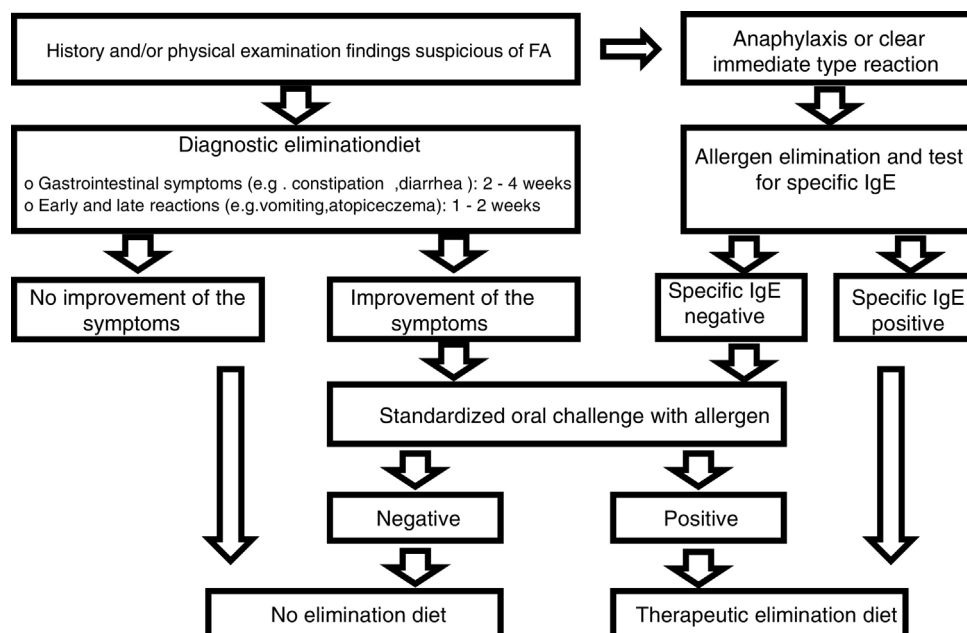 History and/or physical examination findings suspicious of FA
Anaphylaxis or clear
immediate type reaction
Diagnostic eliminationdiet
o Gastrointestinal symptoms (e.g . constipation ,diarrhea ): 2 - 4 weeks
o Early and late reactions (e.g.vomiting,atopiceczema): 1 - 2 weeks
Allergen elimination and test
for specific IgE
No improvement of the
symptoms
Improvement of the
symptoms
Specific IgE
negative
Specific IgE
positive
Standardized oral challenge with allergen
Negative
Positive
No elimination diet
Therapeutic elimination diet